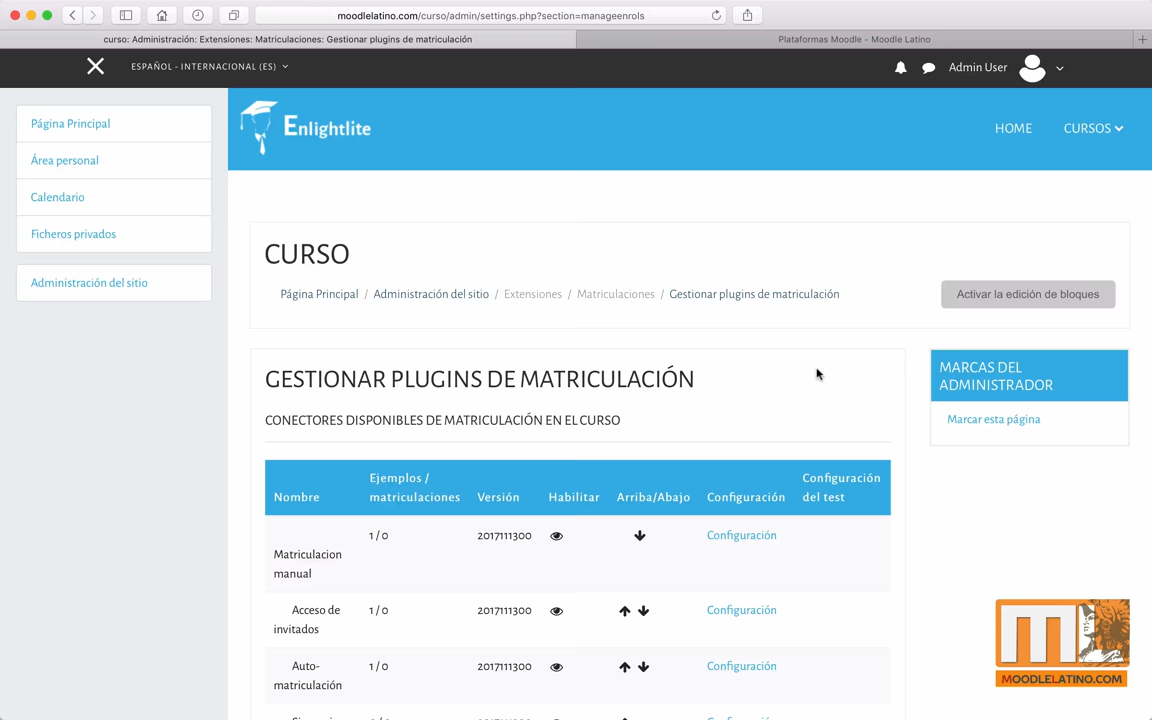 moodlelatino.com/curso/admin/settings.php?section=manageenrols
curso: Administración: Extensiones: Matriculaciones: Gestionar plugins de matriculación
Plataformas Moodle - Moodle Latino
ESPAÑOL - INTERNACIONAL (ES)
Admin User
Página Principal
Área personal
Calendario
Ficheros privados
Administración del sitio
Enlightlite
HOME
CURSOS
CURSO
Página Principal / Administración del sitio / Extensiones / Matriculaciones / Gestionar plugins de matriculación
Activar la edición de bloques
GESTIONAR PLUGINS DE MATRICULACIÓN
CONECTORES DISPONIBLES DE MATRICULACIÓN EN EL CURSO
MARCAS DEL
ADMINISTRADOR
Marcar esta página
Nombre
Ejemplos /
matriculaciones
Versión
Habilitar
Arriba/Abajo
Configuración
Configuración
del test
Matriculacion
manual
1 / 0
2017111300
Configuración
Acceso de
invitados
1 / 0
2017111300
Configuración
Auto-
matriculación
1 / 0
2017111300
Configuración
M
MOODLELATINO.COM